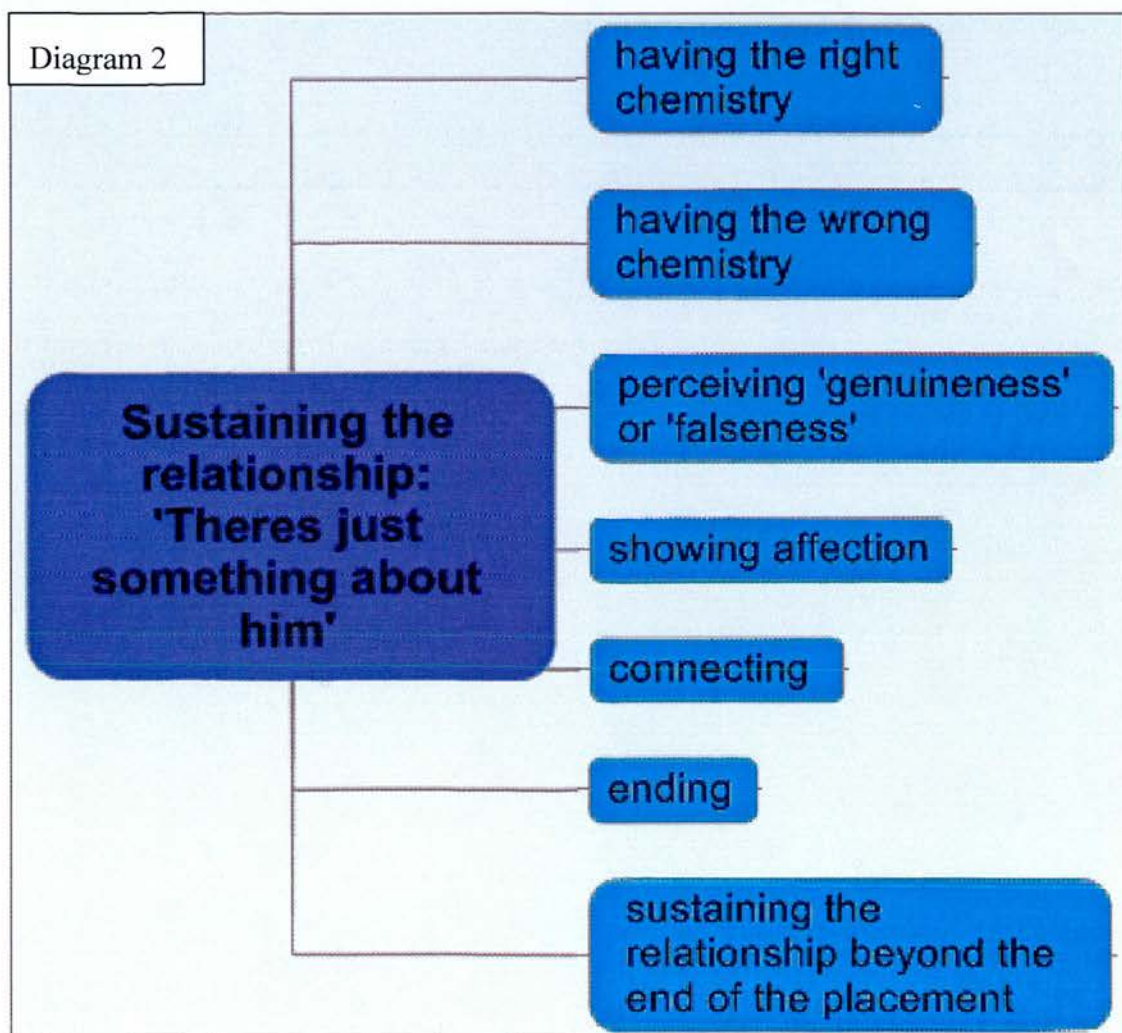 Diagram 2
having the right
chemistry
having the wrong
chemistry
perceiving 'genuineness'
or 'falseness'
Sustaining the
relationship:
'Theres just
something about
him'
showing affection
connecting
ending
sustaining the
relationship beyond the
end of the placement